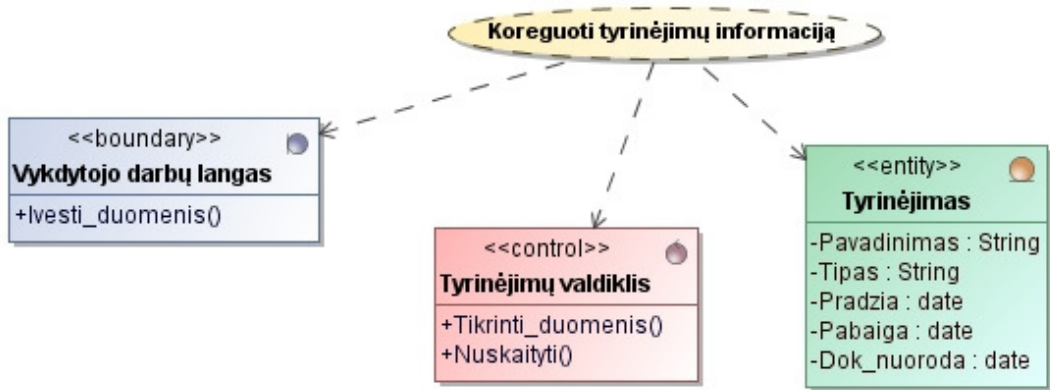 Koreguoti tyrinėjimų informaciją
<<boundary>>
Vykdytojo darbų langas
+Ivesti_duomenis()
<<control>>
Tyrinėjimų valdiklis
+Tikrinti_duomenis()
+Nuskaityti()
<<entity>>
Tyrinėjimas
-Pavadinimas : String
-Tipas : String
-Pradzia : date
-Pabaiga : date
-Dok_nuoroda : date